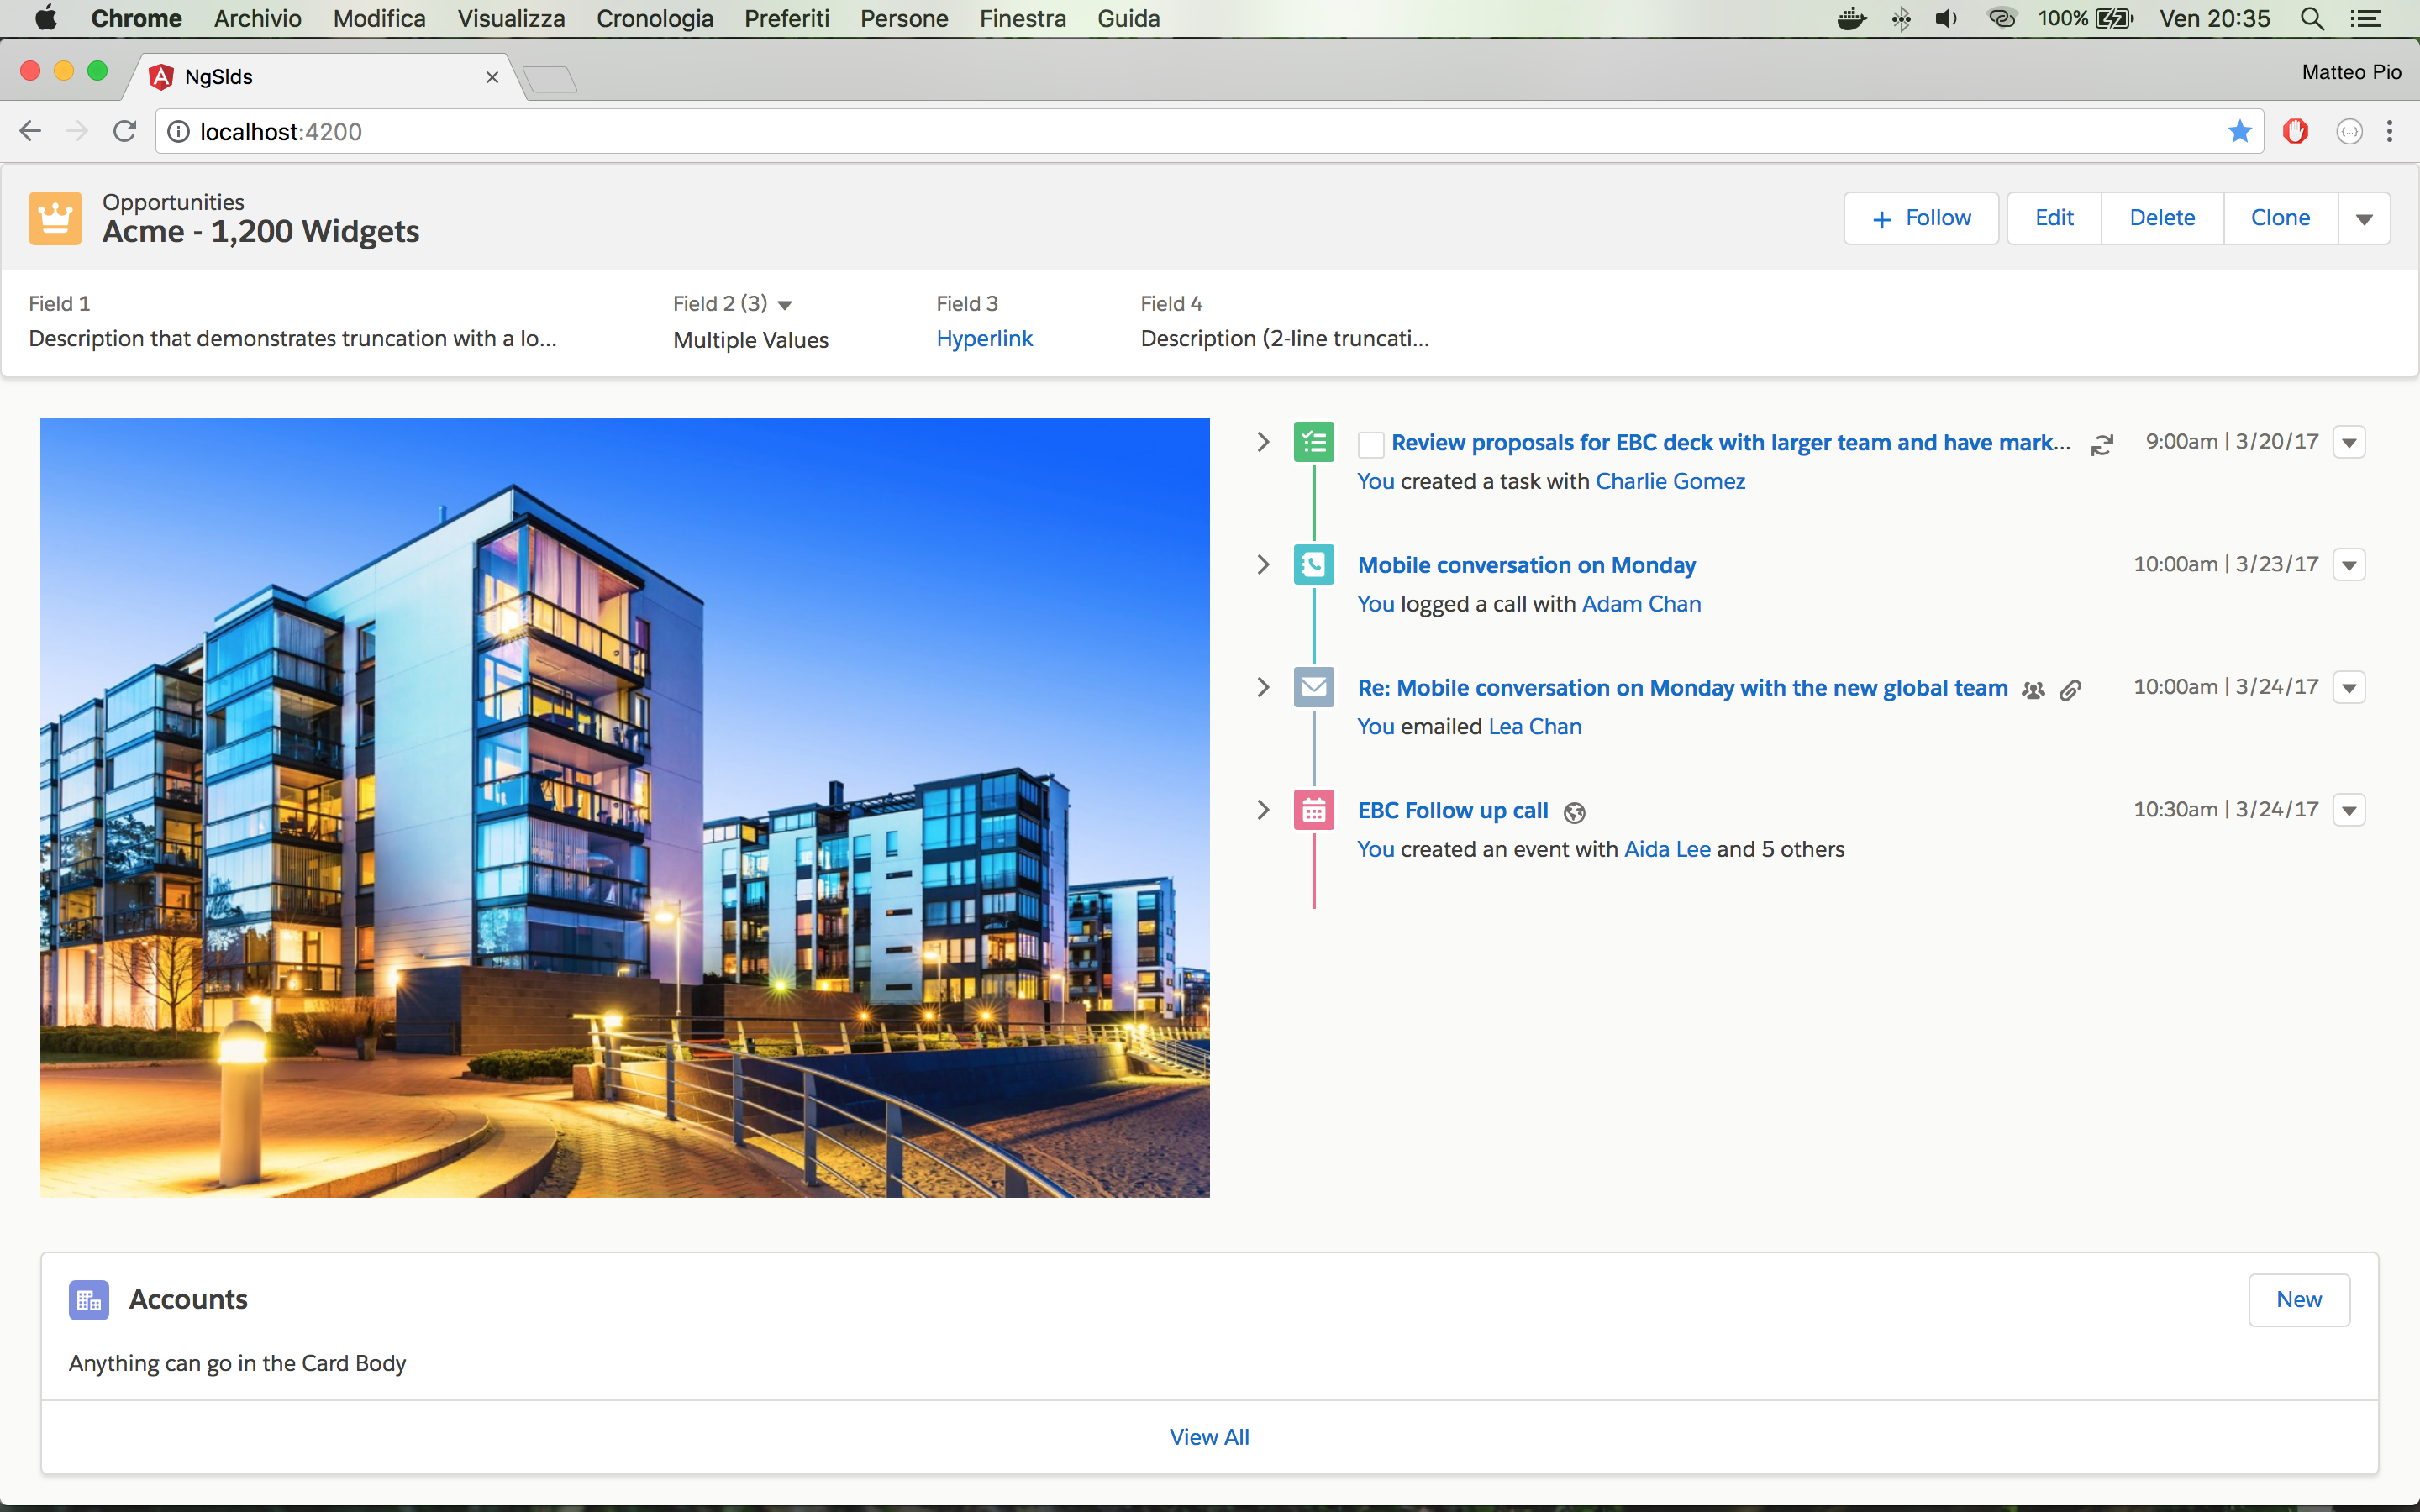 Chrome Archivio Modifica Visualizza Cronologia Preferiti Persone Finestra Guida 100% Ven 20:35
NgSlds Matteo Pio
localhost:4200
Opportunities
Acme - 1,200 Widgets
Follow Edit Delete Clone
Field 1 Field 2 (3) Field 3 Field 4
Description that demonstrates truncation with a lo... Multiple Values Hyperlink Description (2-line truncati...
Review proposals for EBC deck with larger team and have mark... 9:00am | 3/20/17
You created a task with Charlie Gomez
Mobile conversation on Monday 10:00am | 3/23/17
You logged a call with Adam Chan
Re: Mobile conversation on Monday with the new global team 10:00am | 3/24/17
You emailed Lea Chan
EBC Follow up call 10:30am | 3/24/17
You created an event with Aida Lee and 5 others
Accounts New
Anything can go in the Card Body
View All